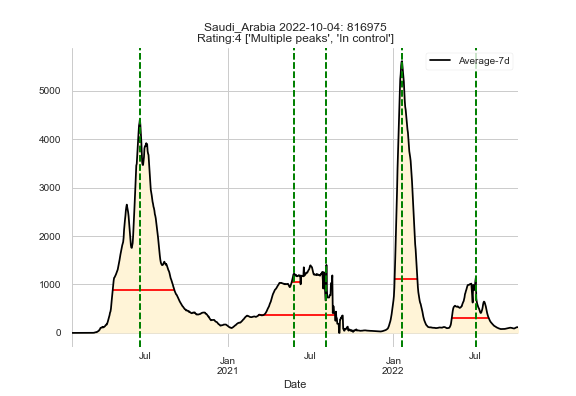 Saudi_Arabia 2022-10-04: 816975
Rating:4 ['Multiple peaks', 'In control']
Average-7d
5000
4000
3000
2000
1000
0
Jul
Jan
2021
Jul
Jan
2022
Jul
Date